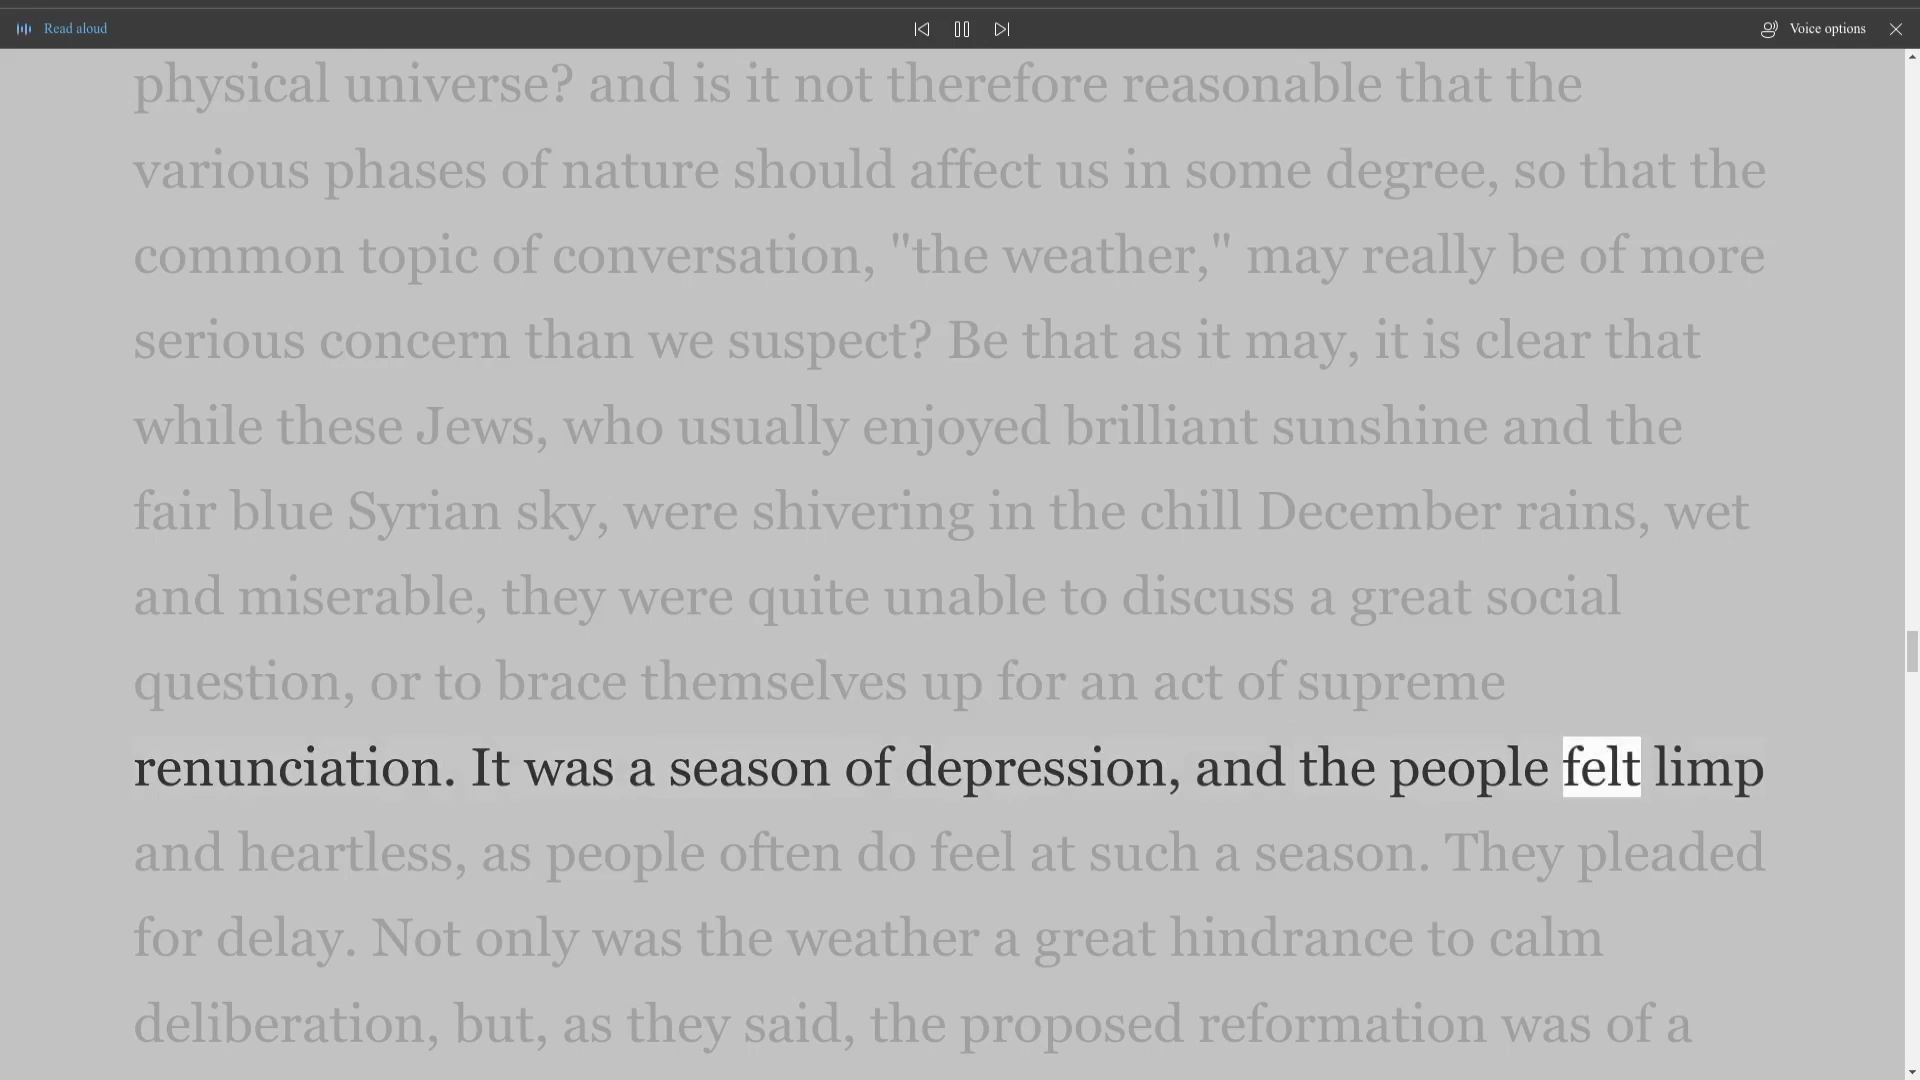 Read aloud
Voice options
physical universe? and is it not therefore reasonable that the
various phases of nature should affect us in some degree, so that the
common topic of conversation, "the weather," may really be of more
serious concern than we suspect? Be that as it may, it is clear that
while these Jews, who usually enjoyed brilliant sunshine and the
fair blue Syrian sky, were shivering in the chill December rains, wet
and miserable, they were quite unable to discuss a great social
question, or to brace themselves up for an act of supreme
renunciation. It was a season of depression, and the people felt limp
and heartless, as people often do feel at such a season. They pleaded
for delay. Not only was the weather a great hindrance to calm
deliberation, but, as they said, the proposed reformation was of a